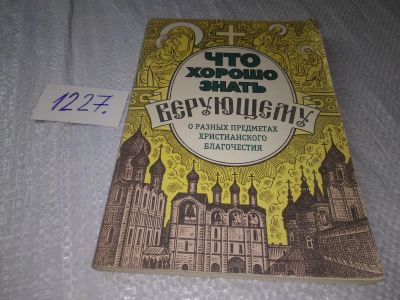 1227.
ЧТО
ХОРОШО
ЗНАТЬ
ВЕРУЮЩЕМУ
О РАЗНЫХ ПРЕДМЕТАХ
ХРИСТИАНСКОГО
БЛАГОЧЕСТИЯ